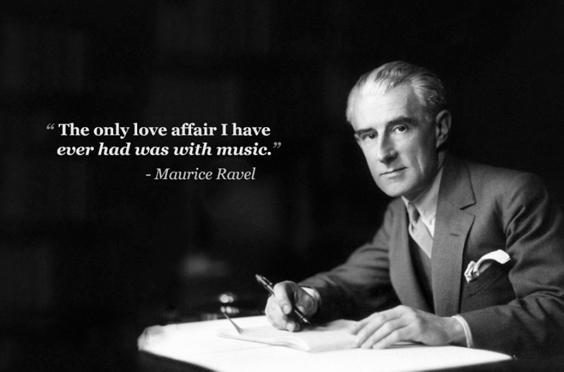 “ The only love affair I have
ever had was with music.”
- Maurice Ravel